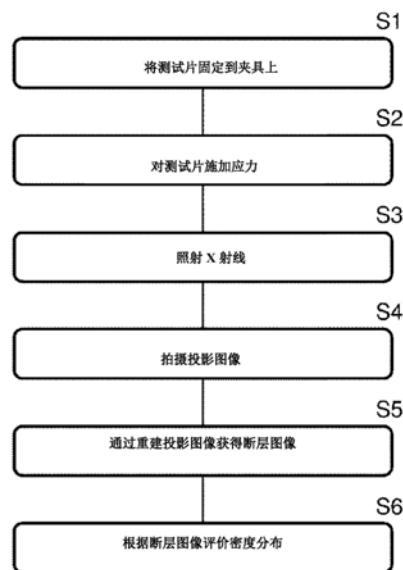 S1
将测试片固定到夹具上
S2
对测试片施加应力
S3
照射 X 射线
S4
拍摄投影图像
S5
通过重建投影图像获得断层图像
S6
根据断层图像评价密度分布